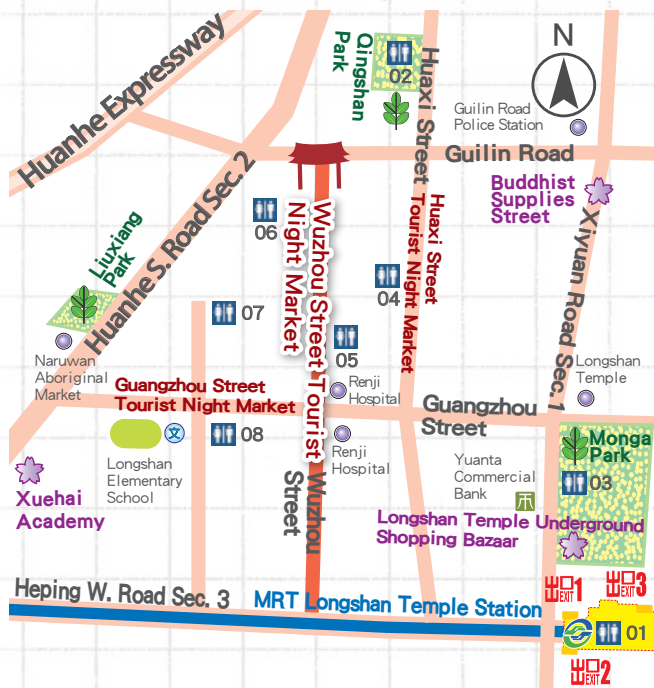 Huanhe Expressway
Qingshan
Park
02
Huaxi Street
N
Guilin Road
Police Station
Guilin Road
Buddhist
Supplies
Street
Huanhe S. Road Sec. 2
06
Wuzhou Street Tourist
Night Market
Huaxi Street
Tourist Night Market
04
Xiyuan Road Sec. 1
Liuxiang
Park
07
05
Naruwan
Aboriginal
Market
Guangzhou Street
Tourist Night Market
Renji
Hospital
Guangzhou
Street
Longshan
Temple
文
08
Renji
Hospital
Longshan
Elementary
School
Yuanta
Commercial
Bank
Monga
Park
03
Xuehai
Academy
Wuzhou
Street
Longshan Temple Underground
Shopping Bazaar
Heping W. Road Sec. 3
MRT Longshan Temple Station
出口1
EXIT
出口3
EXIT
01
出口2
EXIT